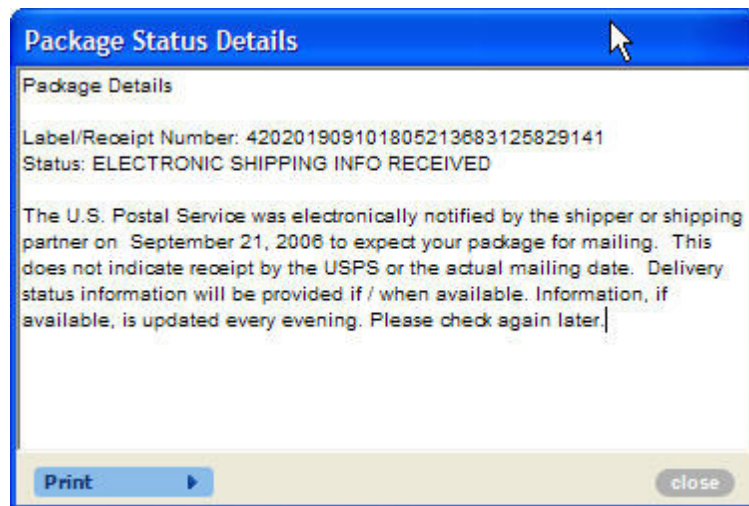 Package Status Details
Package Details
Label/Receipt Number: 420201909101805213683125829141
Status: ELECTRONIC SHIPPING INFO RECEIVED
The U.S. Postal Service was electronically notified by the shipper or shipping
partner on  September 21, 2006 to expect your package for mailing.  This
does not indicate receipt by the USPS or the actual mailing date.  Delivery
status information will be provided if / when available. Information, if
available, is updated every evening. Please check again later.
Print
close